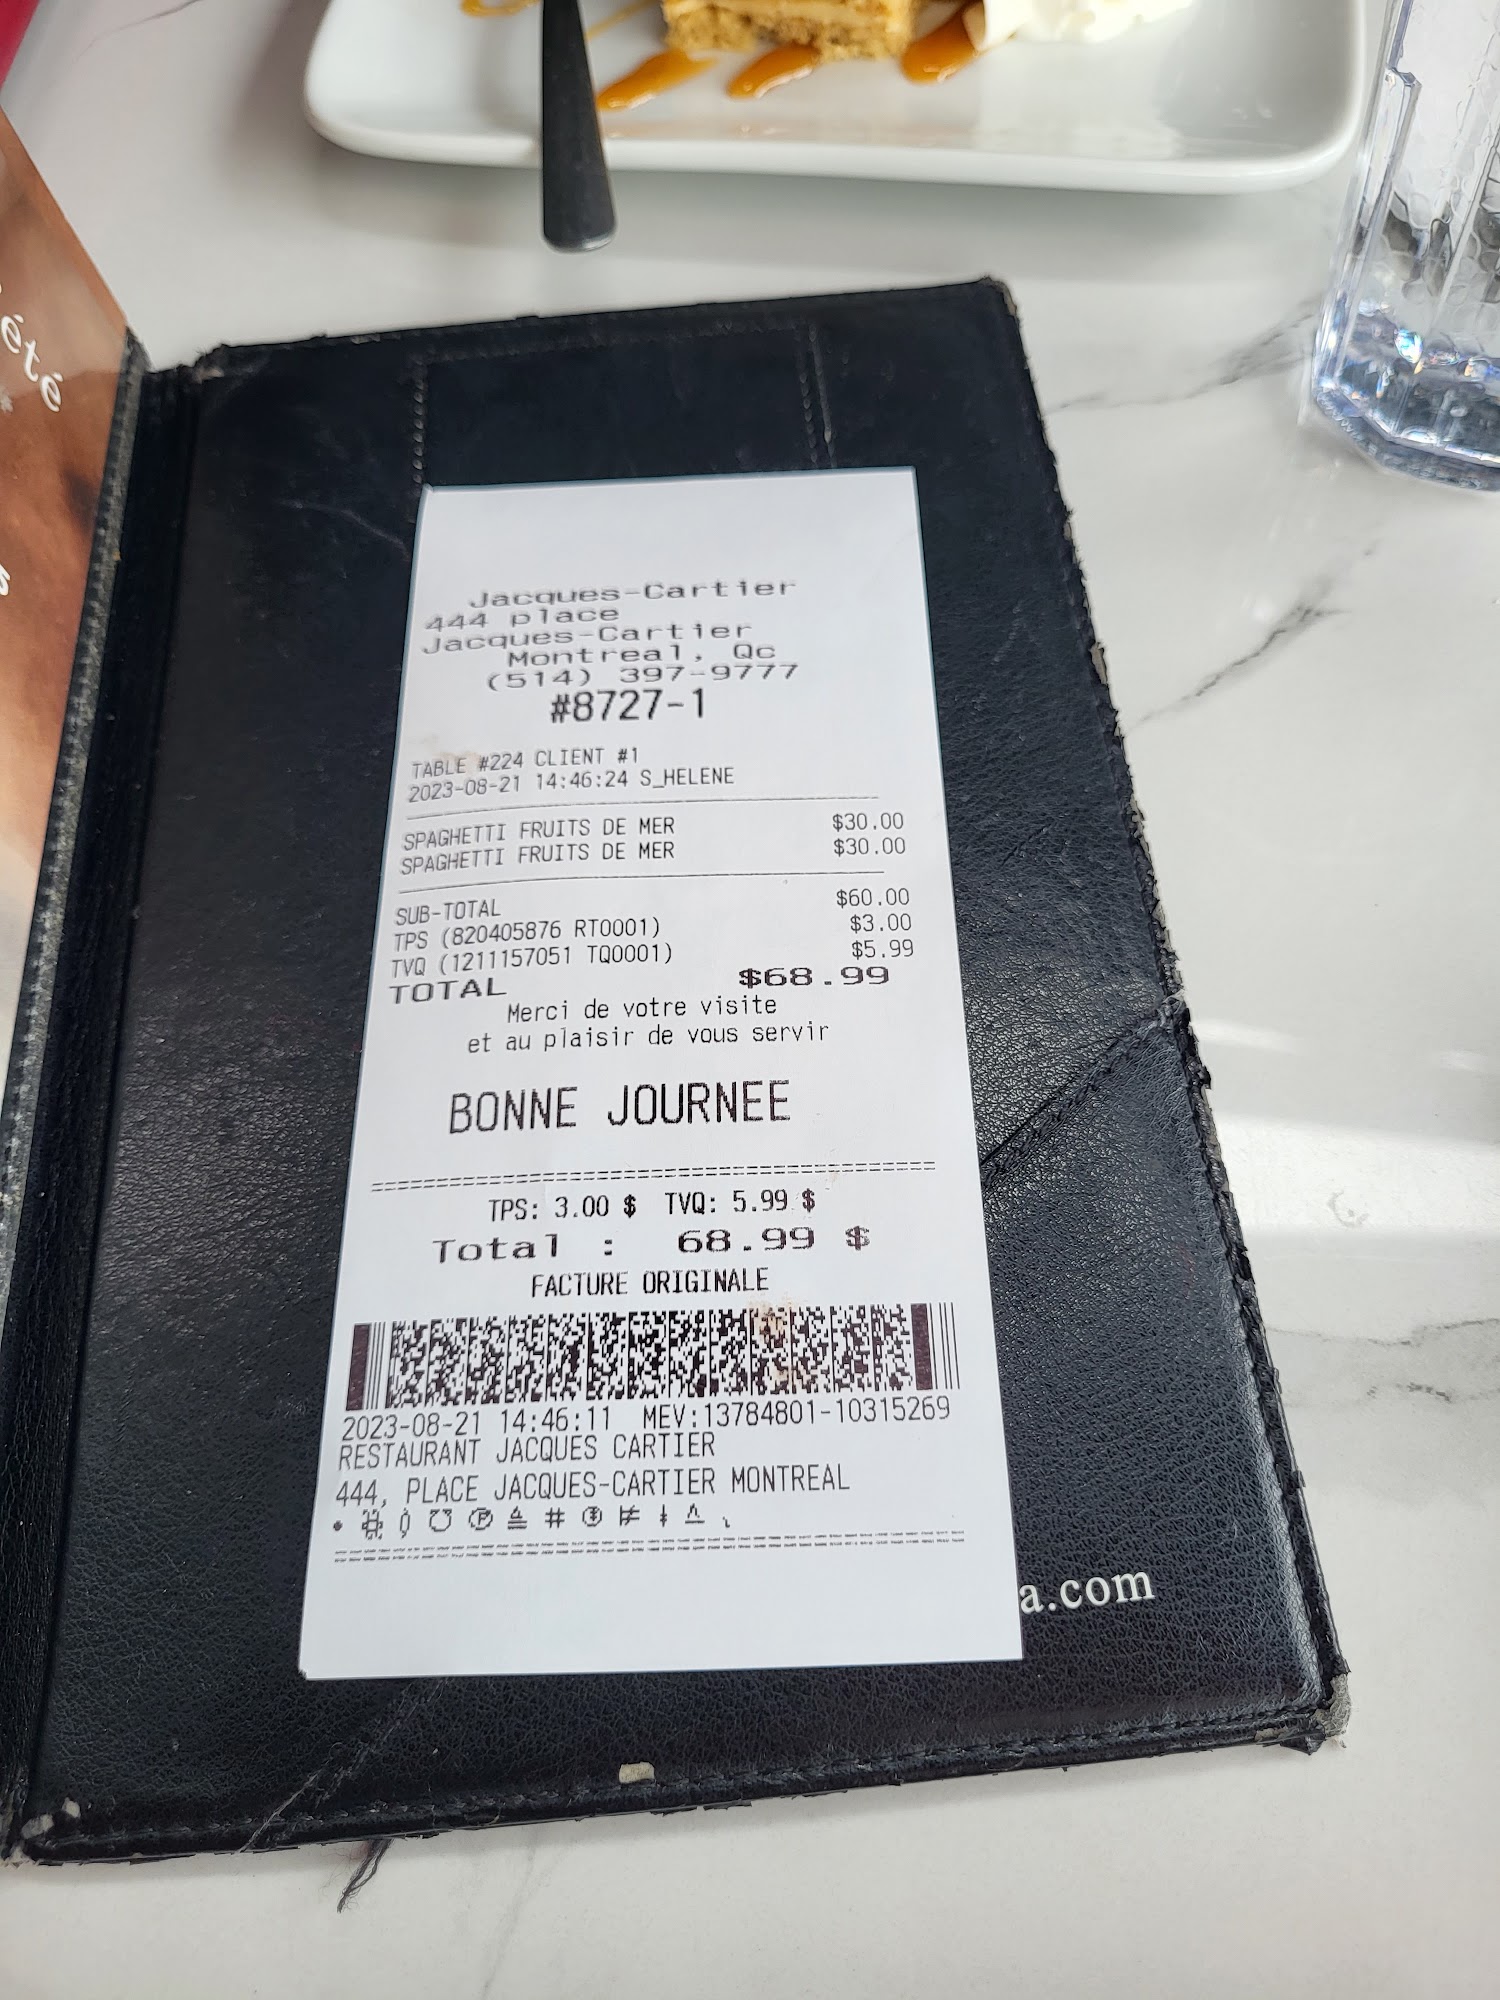 été
s
Jacques-Cartier
444 place
Jacques-Cartier
Montreal, Qc
(514) 397-9777
#8727-1
TABLE #224 CLIENT #1
2023-08-21 14:46:24 S_HELENE
SPAGHETTI FRUITS DE MER $30.00
SPAGHETTI FRUITS DE MER $30.00
SUB-TOTAL $60.00
TPS (820405876 RT0001) $3.00
TVQ (1211157051 TQ0001) $5.99
TOTAL $68.99
Merci de votre visite
et au plaisir de vous servir
BONNE JOURNEE
TPS: 3.00 $ TVQ: 5.99 $
Total : 68.99 $
FACTURE ORIGINALE
2023-08-21 14:46:11 MEV:13784801-10315269
RESTAURANT JACQUES CARTIER
444, PLACE JACQUES-CARTIER MONTREAL
a.com